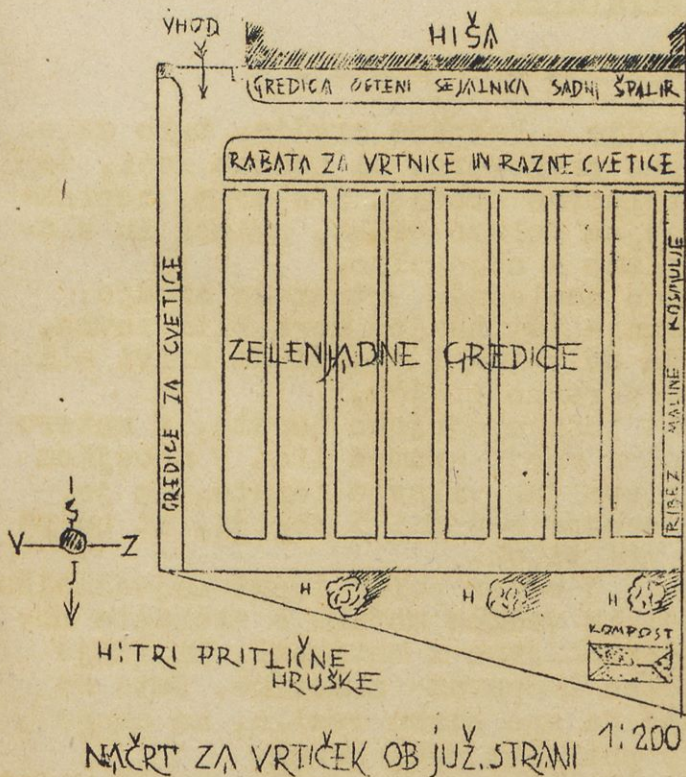 VHOD
HIŠA
GREDICA OBSTENI SEJALNICA SADNI ŠPALIR
RABATA ZA VRTNICE IN RAZNE CVETICE
GREDICE ZA CVETICE
ZELENJADNE GREDICE
RIBEZ MALINE KOSMULJE
S
V Z
J
H H H
KOMPOST
H: TRI PRITLIČNE
HRUŠKE
1:200
NAČRT ZA VRTIČEK OB JUŽ. STRANI